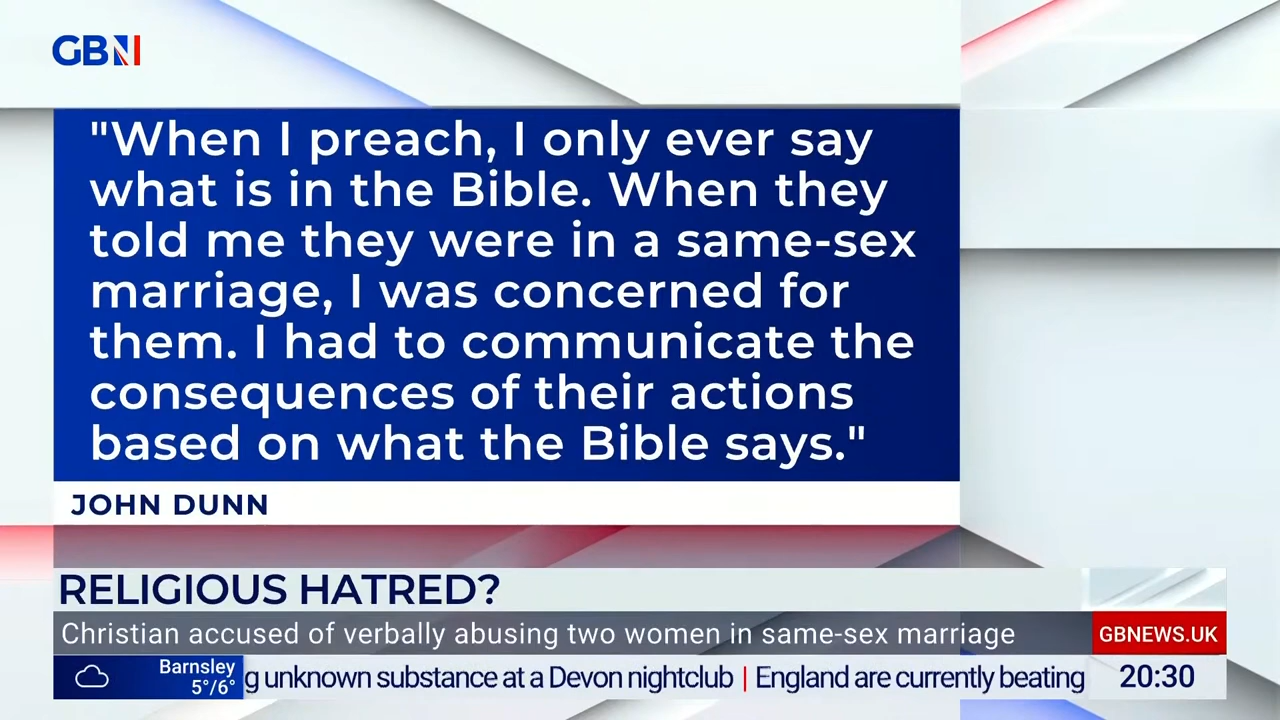 GBN
"When I preach, I only ever say
what is in the Bible. When they
told me they were in a same-sex
marriage, I was concerned for
them. I had to communicate the
consequences of their actions
based on what the Bible says."
JOHN DUNN
RELIGIOUS HATRED?
Christian accused of verbally abusing two women in same-sex marriage
GBNEWS.UK
Barnsley
5°/6°
g unknown substance at a Devon nightclub | England are currently beating
20:30